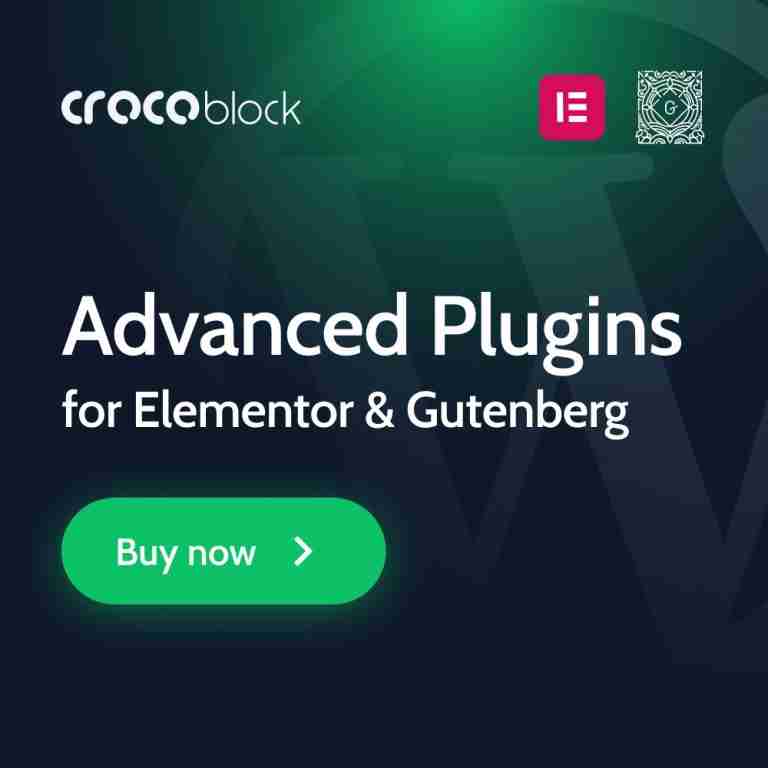 crocoblock
G
Advanced Plugins
for Elementor & Gutenberg
Buy now